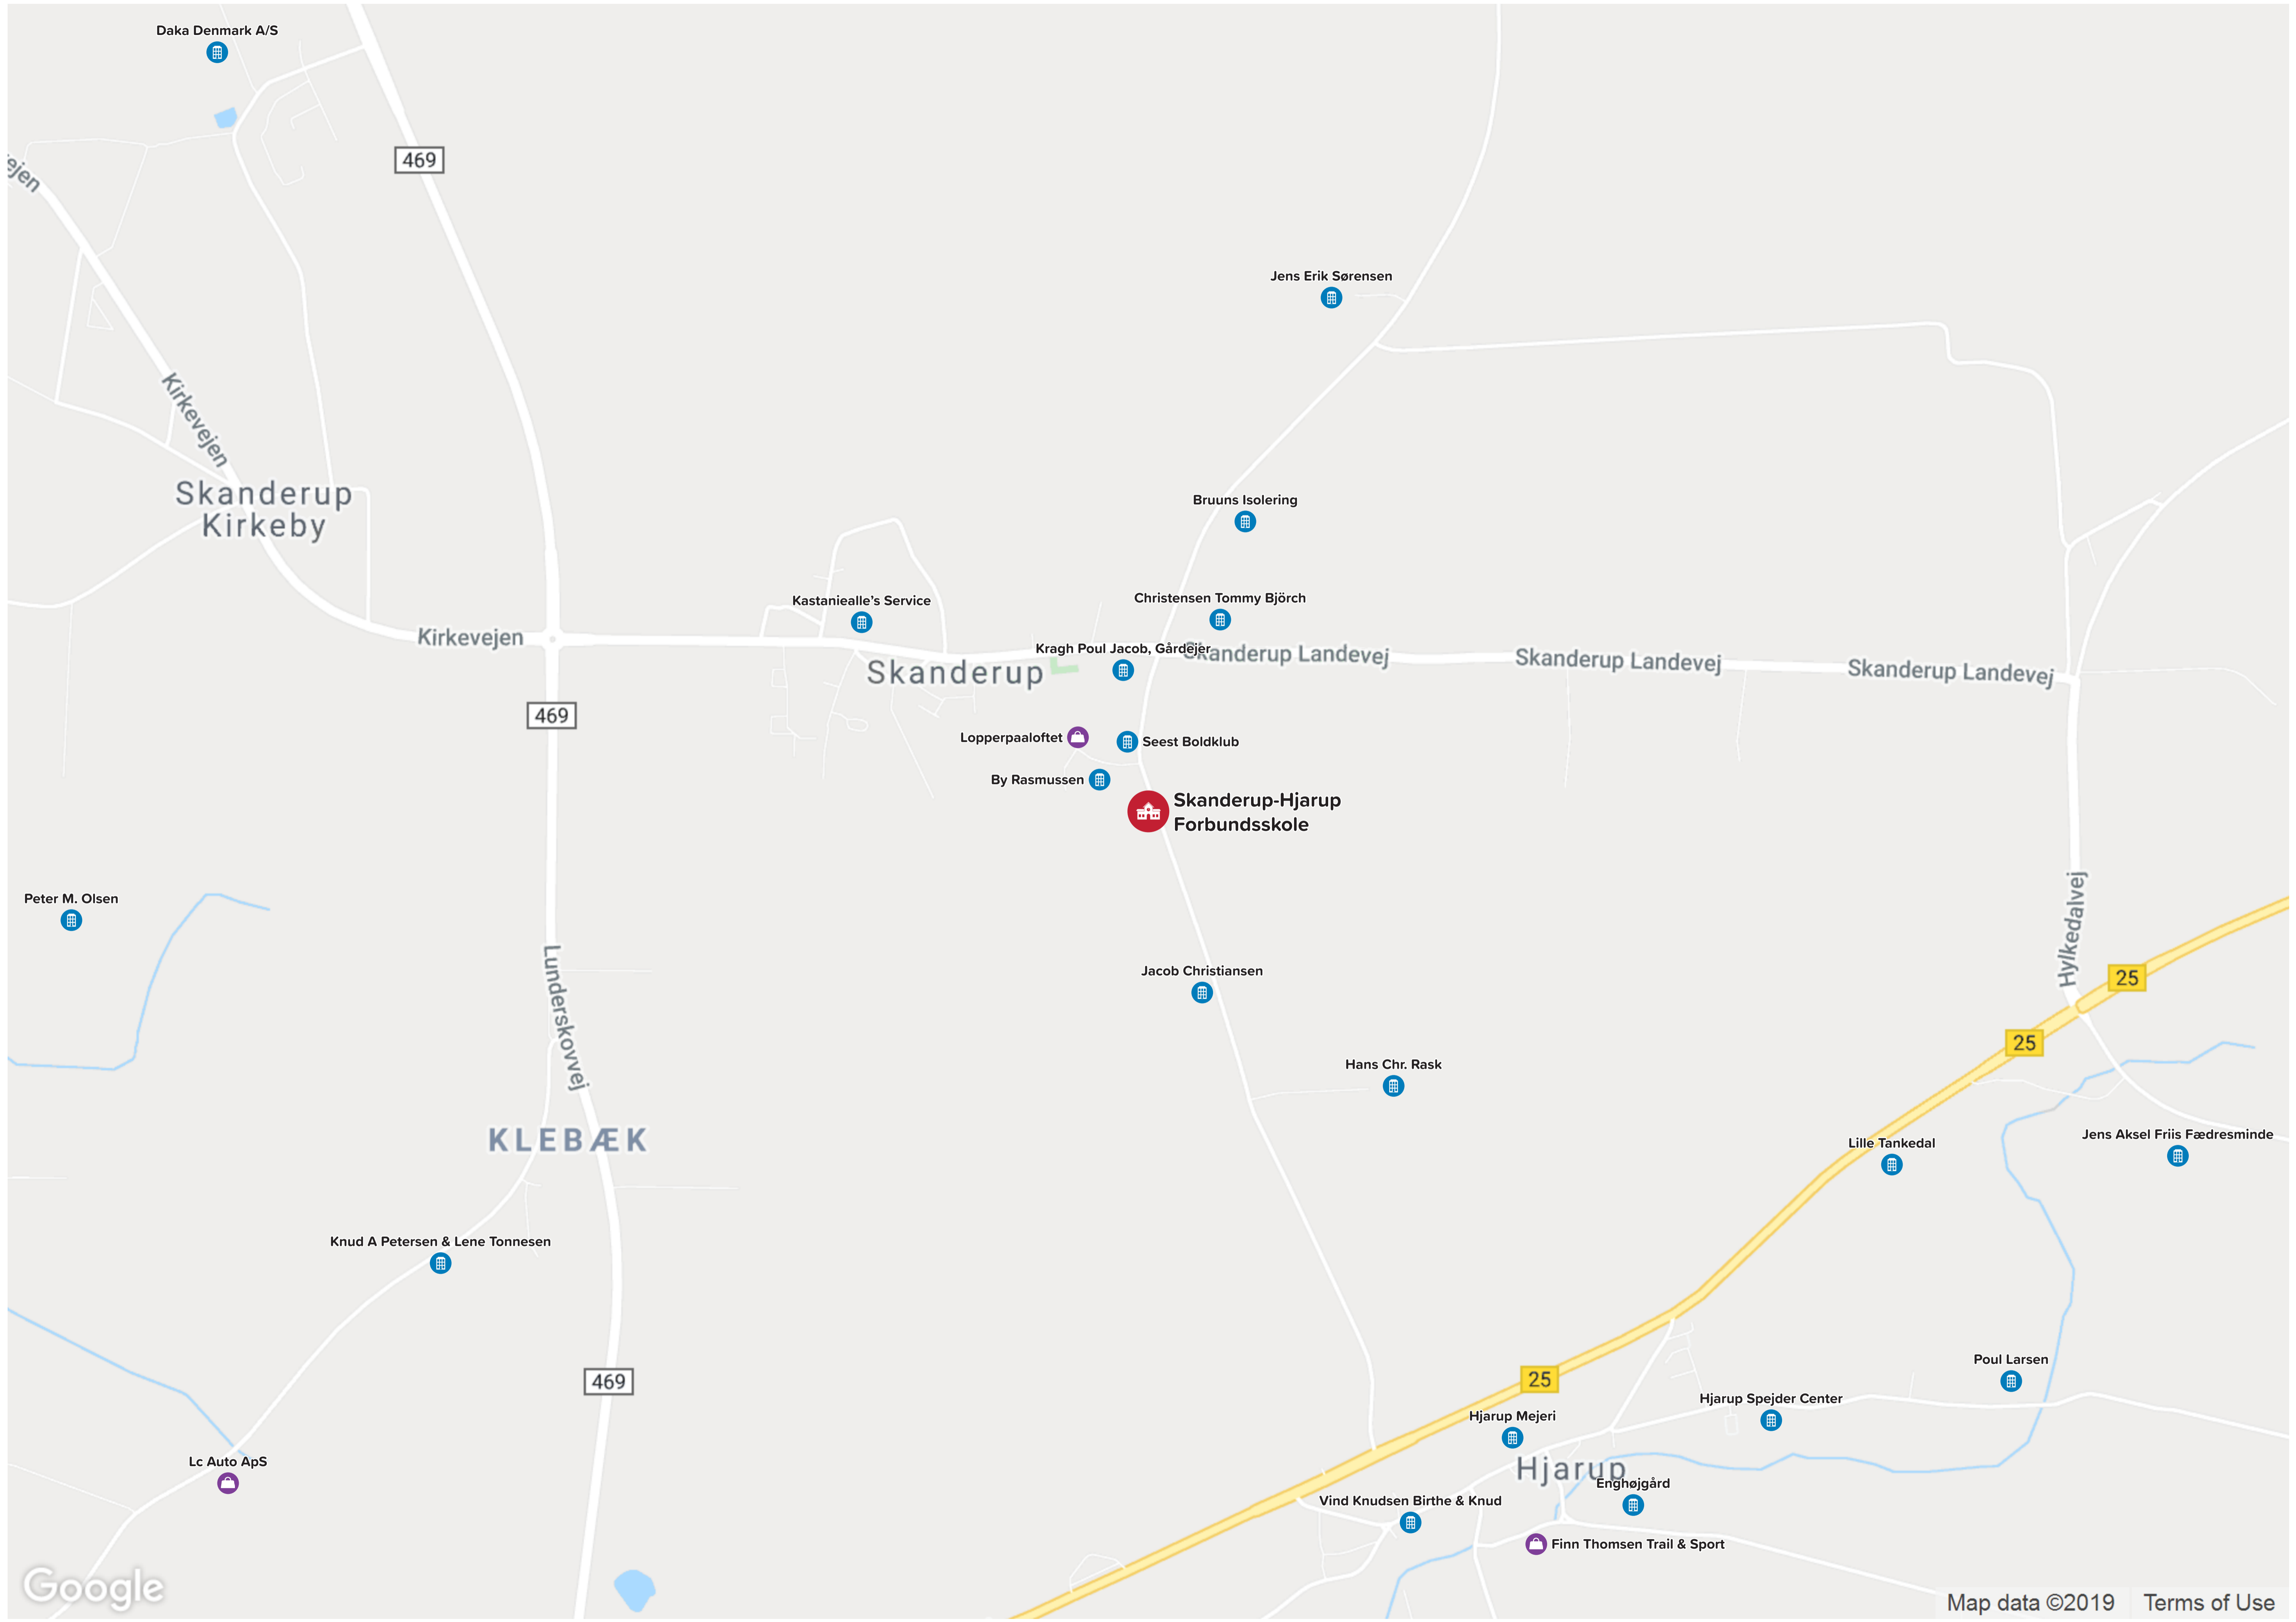 Daka Denmark A/S
469
ejen
Jens Erik Sørensen
Kirkevejen
Skanderup
Kirkeby
Bruuns Isolering
Kastaniealle's Service
Christensen Tommy Björch
Kirkevejen
Kragh Poul Jacob, Gårdejer
Skanderup Landevej
Skanderup Landevej
Skanderup Landevej
Skanderup
469
Lopperpaaloftet
Seest Boldklub
By Rasmussen
Skanderup-Hjarup
Forbundsskole
Peter M. Olsen
Hylkedalvej
Lunderskovvej
Jacob Christiansen
25
25
Hans Chr. Rask
KLEBÆK
Lille Tankedal
Jens Aksel Friis Fædresminde
Knud A Petersen & Lene Tonnesen
469
25
Poul Larsen
Hjarup Spejder Center
Hjarup Mejeri
Lc Auto ApS
Hjarup
Enghøjgård
Vind Knudsen Birthe & Knud
Finn Thomsen Trail & Sport
Google
Map data ©2019
Terms of Use